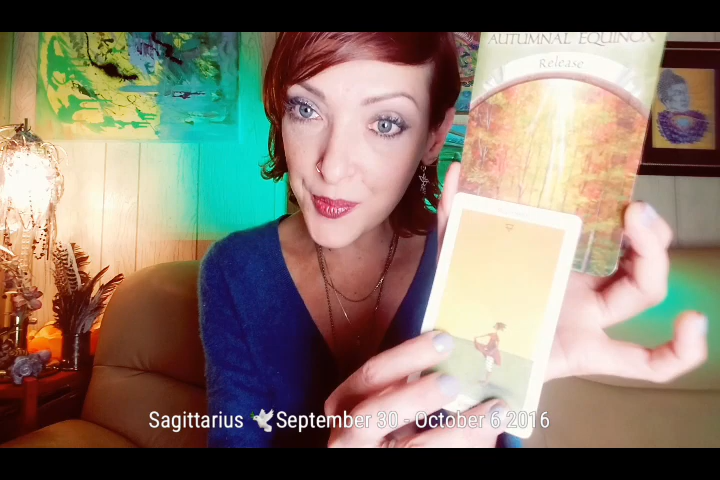 AUTUMNAL EQUINOX
Release
Sagittarius 🕊September 30 - October 6 2016